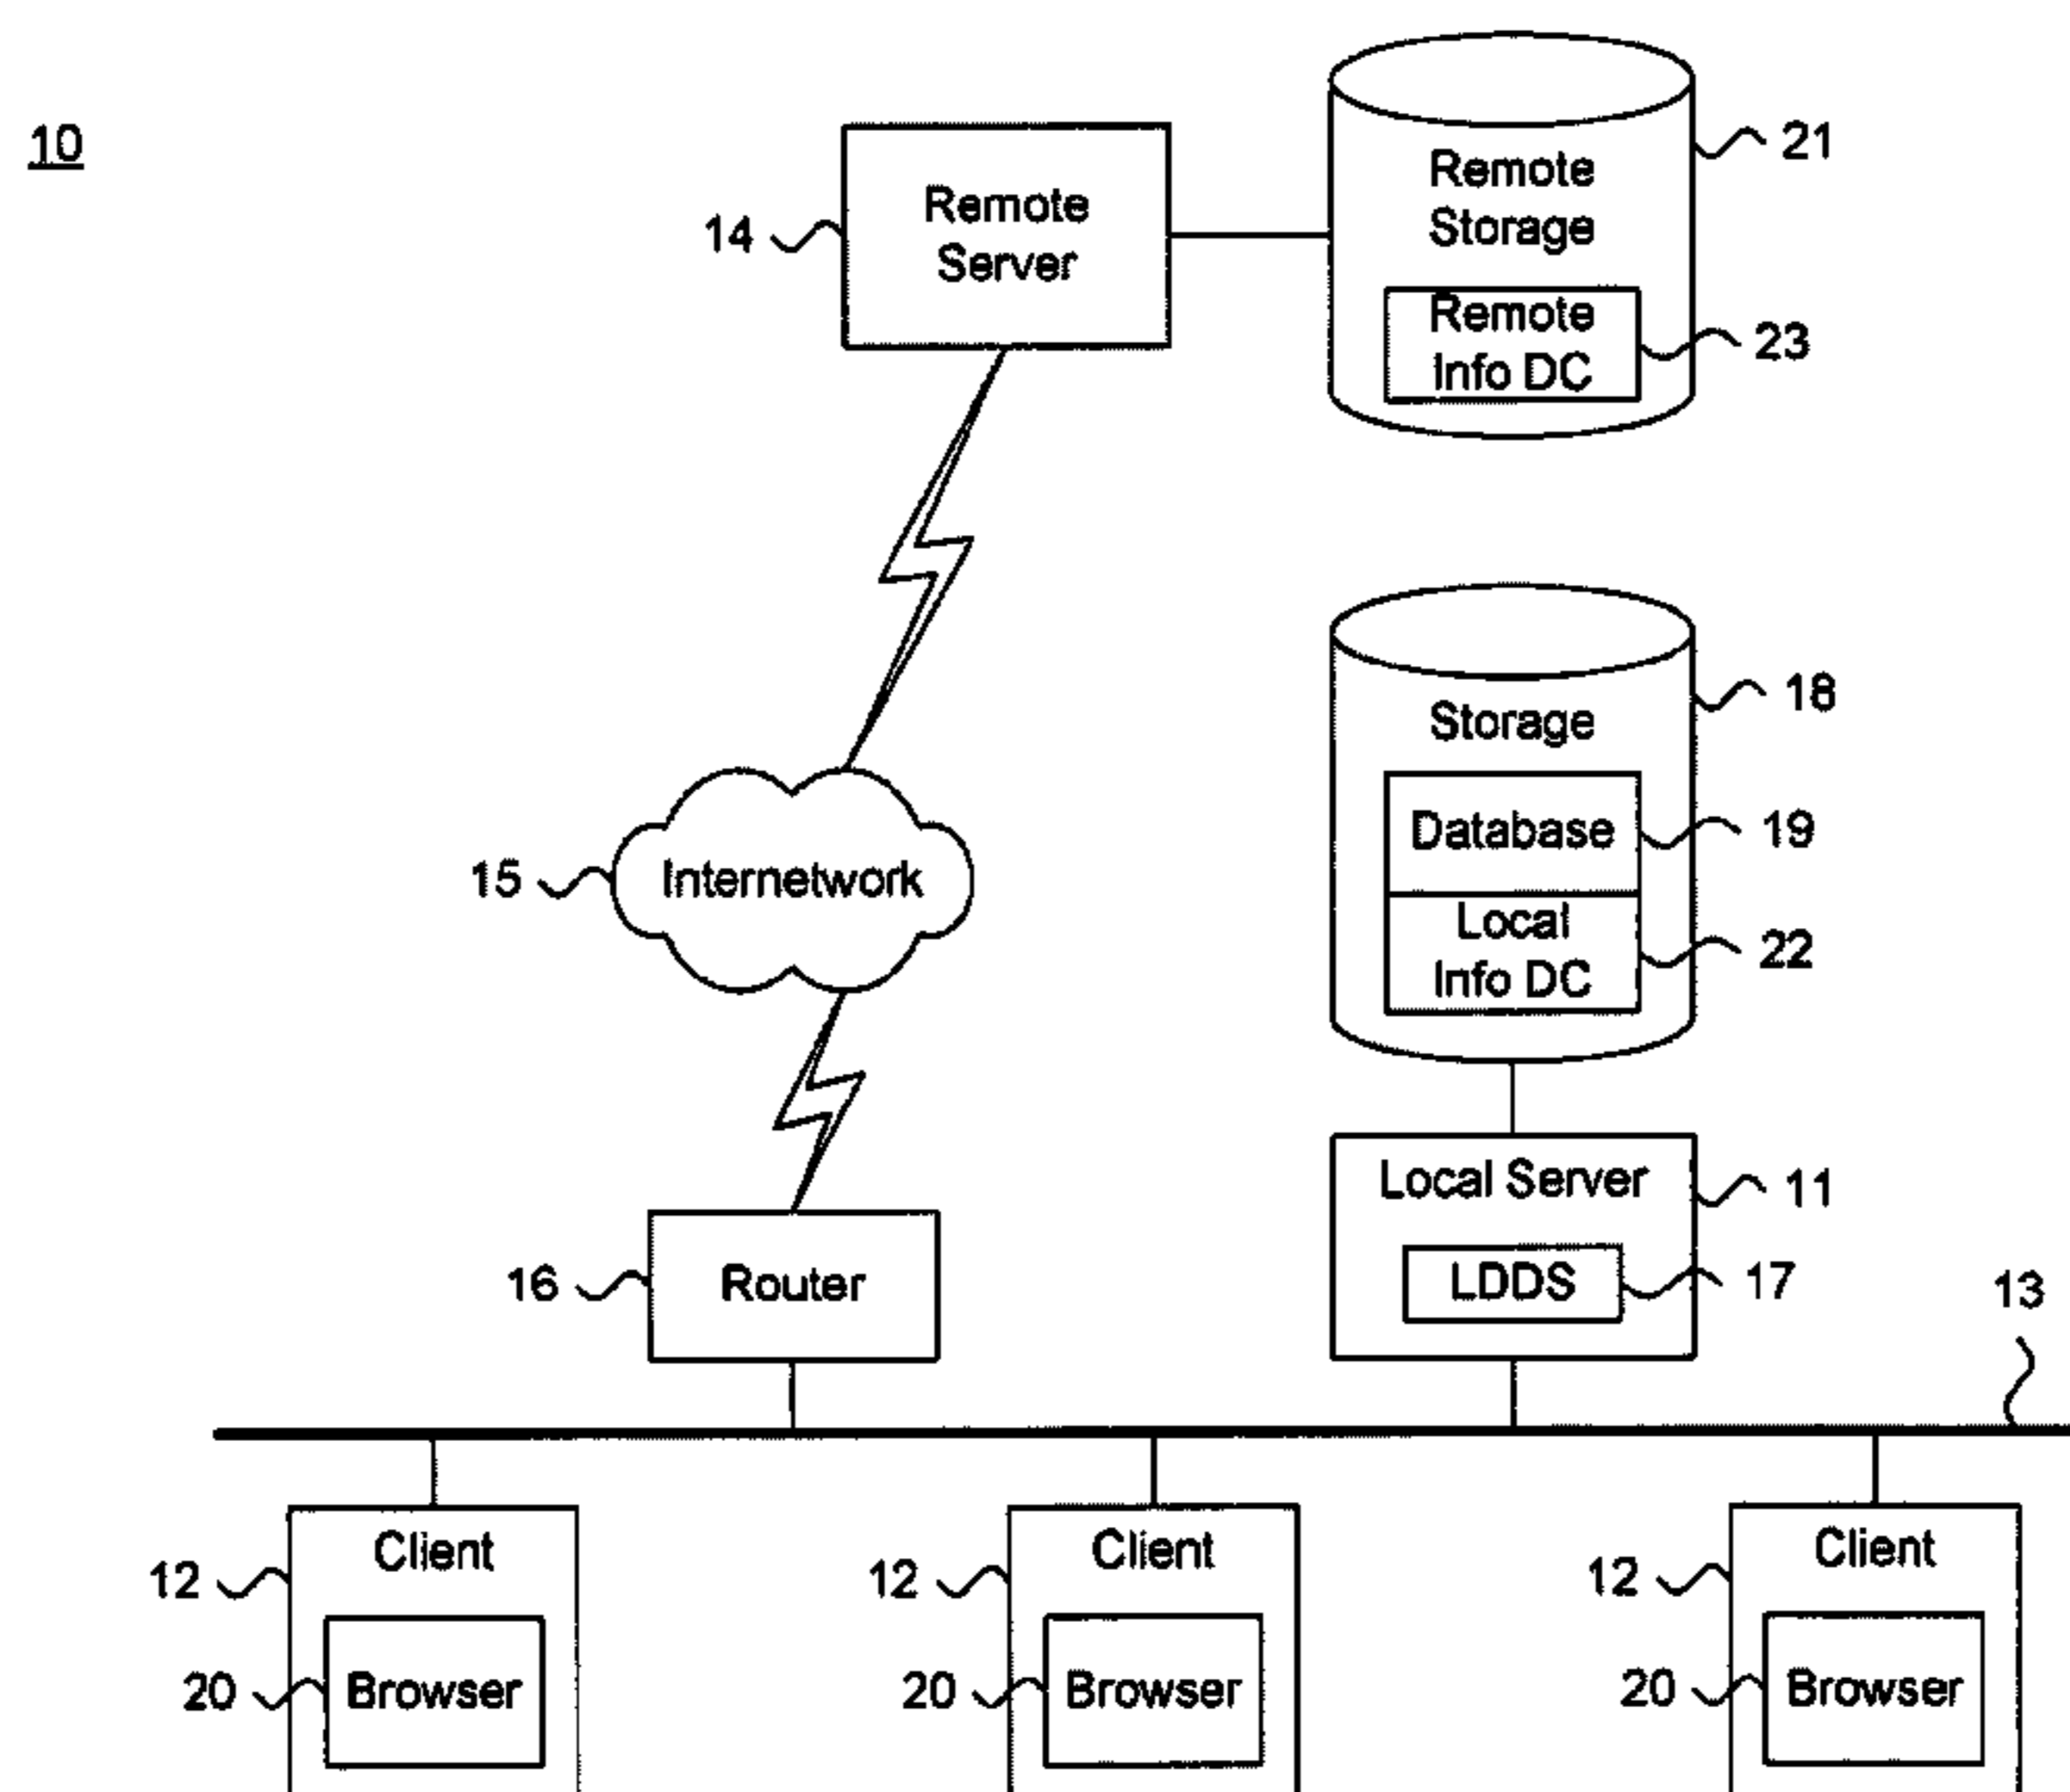 10
Remote
Server
14
Remote
Storage
21
Remote
Info DC
23
Storage
18
Database
19
Local
Info DC
22
15
Internetwork
Local Server
11
LDDS
17
16
Router
13
12
Client
20
Browser
12
Client
20
Browser
12
Client
20
Browser